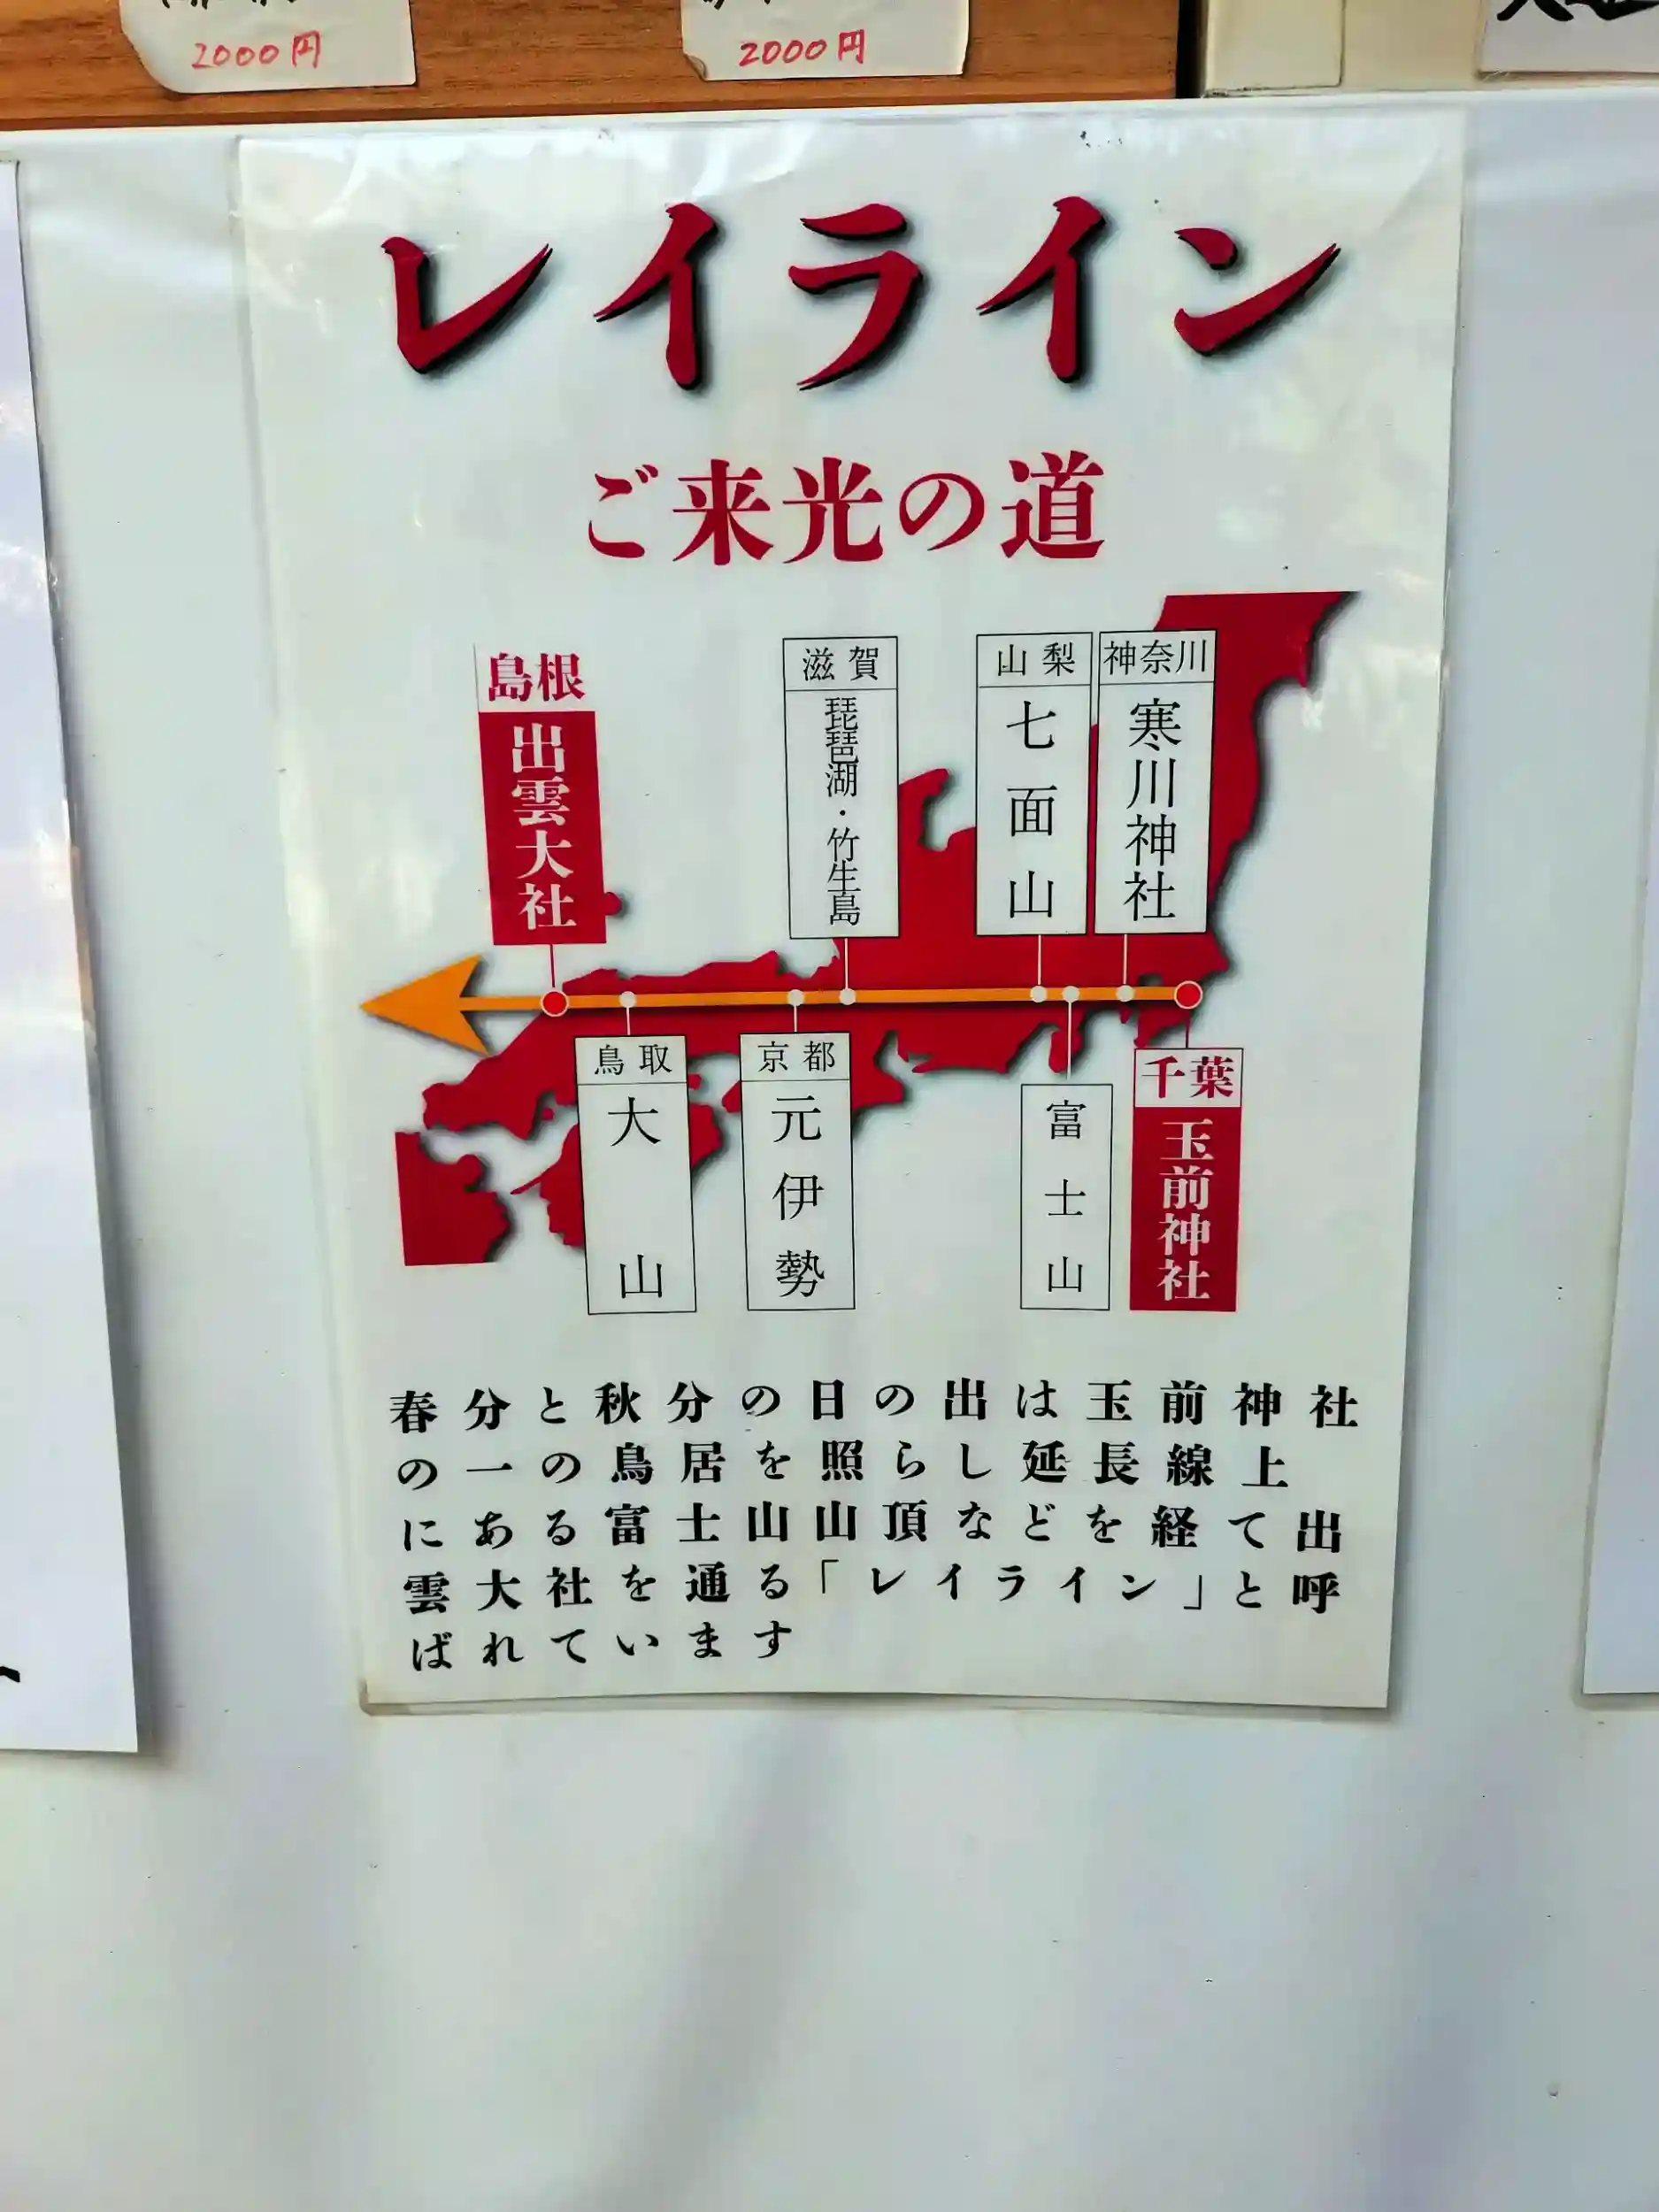 2000円
2000円
レイライン
ご来光の道
島根
出雲大社
滋賀
琵琶湖・竹生島
山梨
七面山
神奈川
寒川神社
鳥取
大山
京都
元伊勢
富士山
千葉
玉前神社
春分と秋分の日の出は玉前神社
の一の鳥居を照らし延長線上
にある富士山山頂などを経て出
雲大社を通る「レイライン」と呼
ばれています